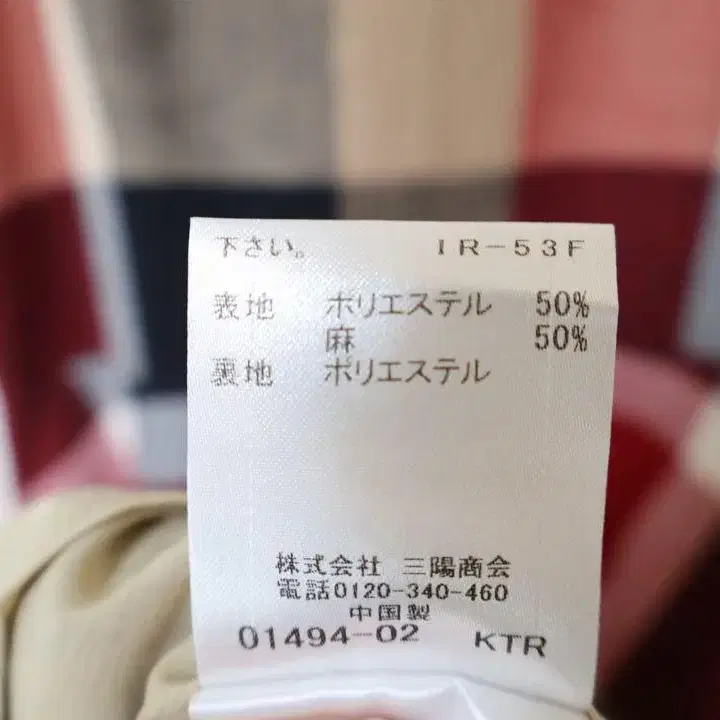 下さい。 IR-53F
表地 ポリエステル 50%
麻 50%
裏地 ポリエステル
株式会社 三陽商会
電話0120-340-460
中国製
01494-02 KTR